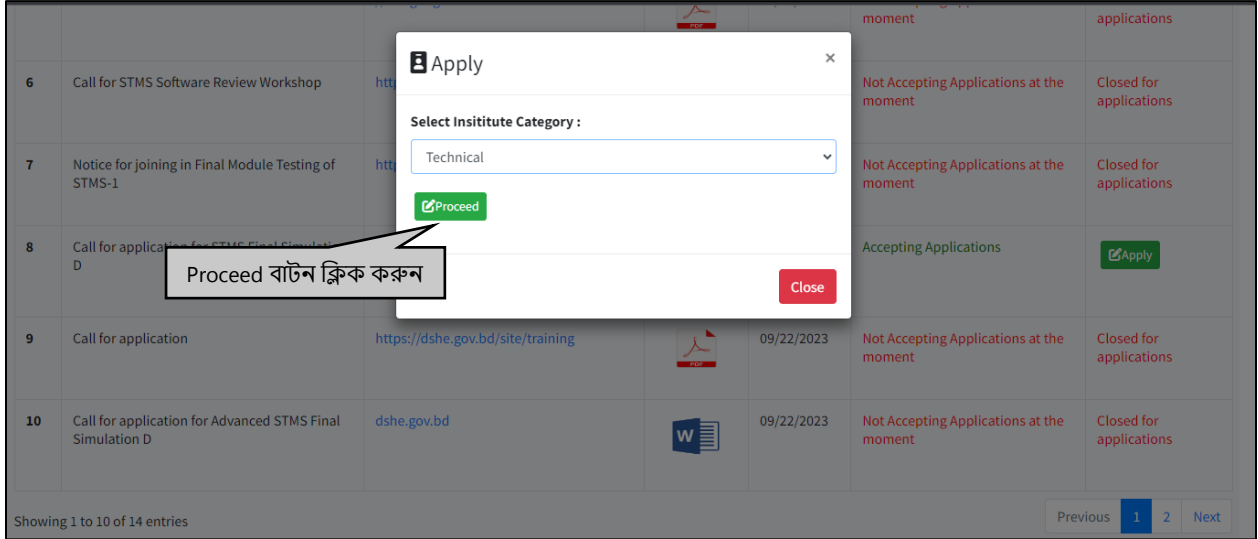 moment
applications
PDF
Apply
×
6
Call for STMS Software Review Workshop
Not Accepting Applications at the
moment
Closed for
applications
Select Insititute Category :
Technical
7
Notice for joining in Final Module Testing of
STMS-1
Not Accepting Applications at the
moment
Closed for
applications
Proceed
8
Call for application for STMS Final Simulation
D
Accepting Applications
Apply
Proceed বাটন ক্লিক করুন
Close
9
Call for application
https://dshe.gov.bd/site/training
PDF
09/22/2023
Not Accepting Applications at the
moment
Closed for
applications
10
Call for application for Advanced STMS Final
Simulation D
dshe.gov.bd
W
09/22/2023
Not Accepting Applications at the
moment
Closed for
applications
Showing 1 to 10 of 14 entries
Previous 1 2 Next